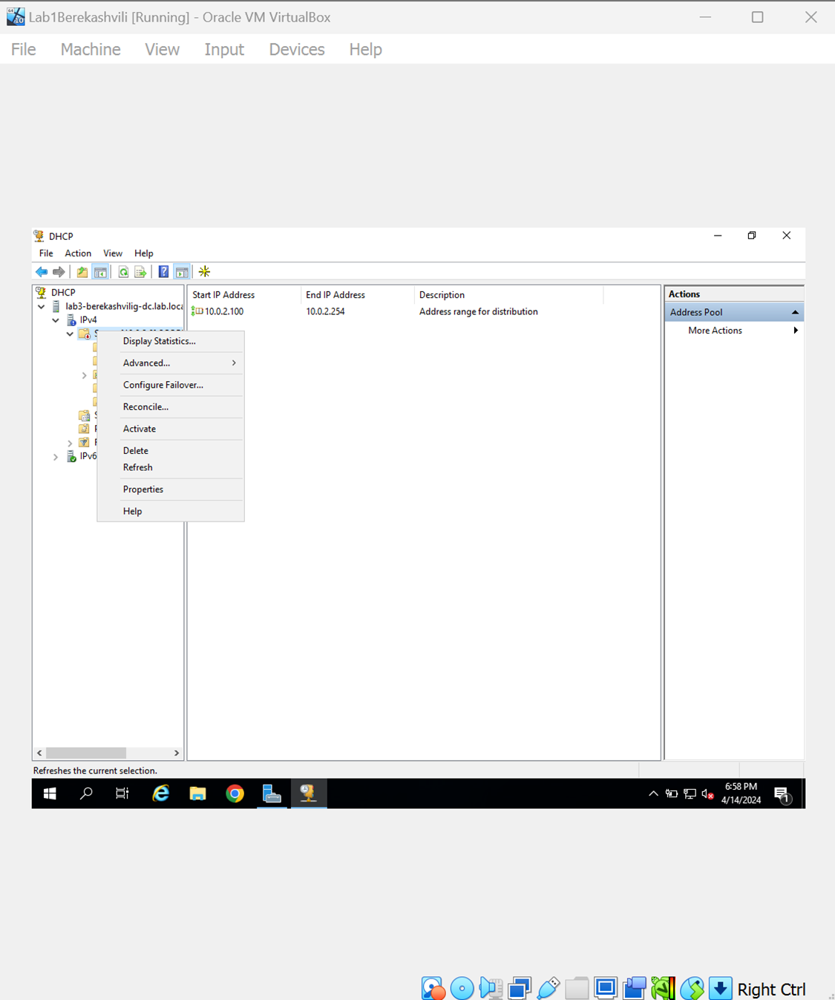 Lab1Berekashvili [Running] - Oracle VM VirtualBox
File Machine View Input Devices Help
DHCP
File Action View Help
DHCP
lab3-berekashvilig-dc.lab.loca
IPv4
IPv6
Display Statistics...
Advanced...
Configure Failover...
Reconcile...
Activate
Delete
Refresh
Properties
Help
Start IP Address End IP Address Description
10.0.2.100 10.0.2.254 Address range for distribution
Actions
Address Pool
More Actions
Refreshes the current selection.
6:58 PM
4/14/2024
1
Right Ctrl